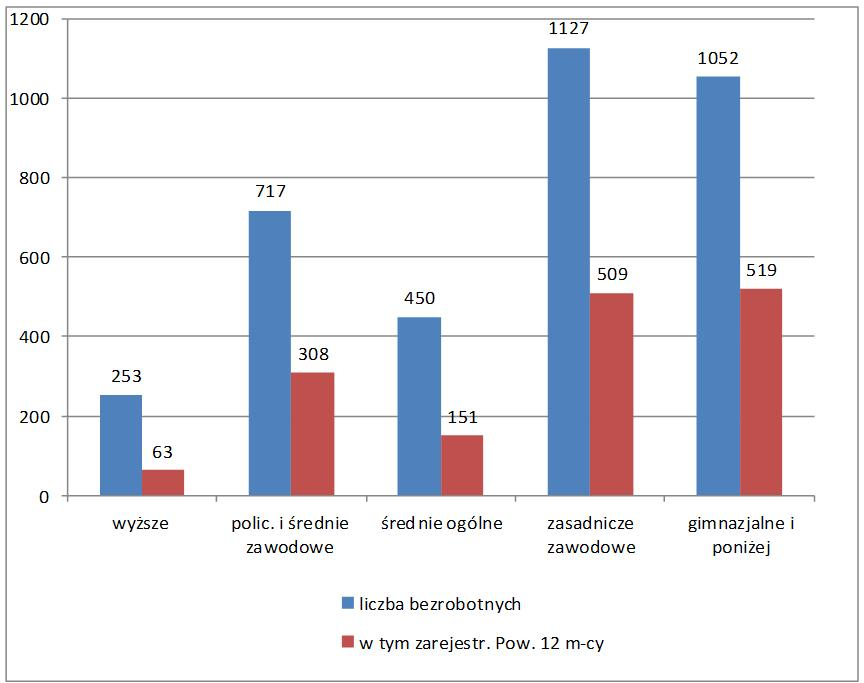 1200
1000
800
600
400
200
0
253
63
717
308
450
151
1127
509
1052
519
wyższe
polic. i średnie
zawodowe
średnie ogólne
zasadnicze
zawodowe
gimnazjalne i
poniżej
liczba bezrobotnych
w tym zarejestr. Pow. 12 m-cy